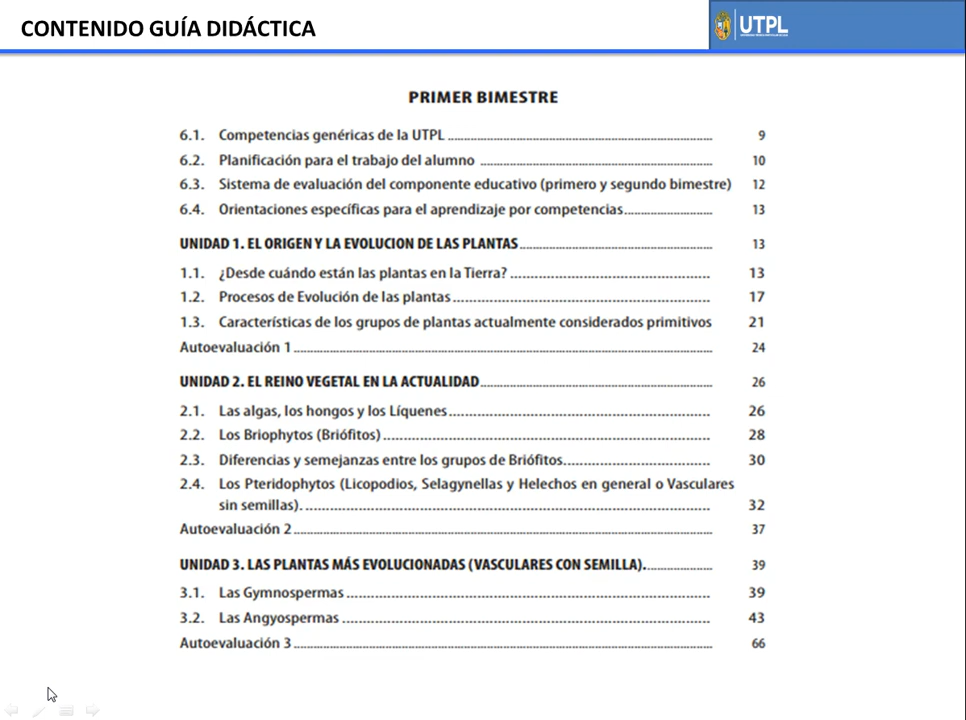 CONTENIDO GUÍA DIDÁCTICA
UTPL
PRIMER BIMESTRE
6.1. Competencias genéricas de la UTPL ........ 9
6.2. Planificación para el trabajo del alumno ........ 10
6.3. Sistema de evaluación del componente educativo (primero y segundo bimestre) 12
6.4. Orientaciones específicas para el aprendizaje por competencias........ 13
UNIDAD 1. EL ORIGEN Y LA EVOLUCION DE LAS PLANTAS........ 13
1.1. ¿Desde cuándo están las plantas en la Tierra? ........ 13
1.2. Procesos de Evolución de las plantas ........ 17
1.3. Características de los grupos de plantas actualmente considerados primitivos 21
Autoevaluación 1 ........ 24
UNIDAD 2. EL REINO VEGETAL EN LA ACTUALIDAD........ 26
2.1. Las algas, los hongos y los Líquenes........ 26
2.2. Los Briophytos (Briófitos) ........ 28
2.3. Diferencias y semejanzas entre los grupos de Briófitos........ 30
2.4. Los Pteridophytos (Licopodios, Selagynellas y Helechos en general o Vasculares
sin semillas). ........ 32
Autoevaluación 2 ........ 37
UNIDAD 3. LAS PLANTAS MÁS EVOLUCIONADAS (VASCULARES CON SEMILLA)......... 39
3.1. Las Gymnospermas ........ 39
3.2. Las Angyospermas ........ 43
Autoevaluación 3 ........ 66